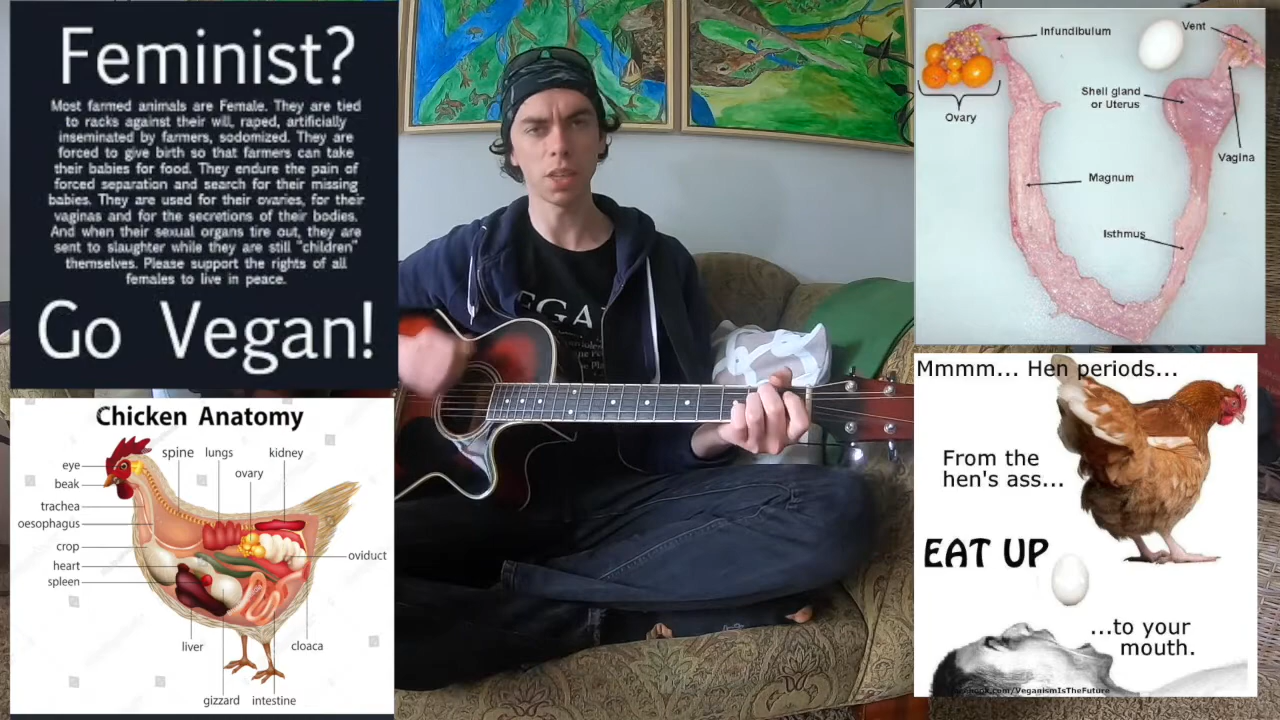 Feminist?
Most farmed animals are Female. They are tied
to racks against their will, raped, artificially
inseminated by farmers, sodomized. They are
forced to give birth so that farmers can take
their babies for food. They endure the pain of
forced separation and search for their missing
babies. They are used for their ovaries, for their
vaginas and for the secretions of their bodies.
And when their sexual organs tire out, they are
sent to slaughter while they are still "children"
themselves. Please support the rights of all
females to live in peace.
Go Vegan!
Chicken Anatomy
eye
beak
trachea
oesophagus
crop
heart
spleen
spine
lungs
ovary
kidney
oviduct
liver
gizzard
intestine
cloaca
Infundibulum
Vent
Ovary
Shell gland
or Uterus
Vagina
Magnum
Isthmus
Mmmm... Hen periods...
From the
hen's ass...
EAT UP
...to your
mouth.